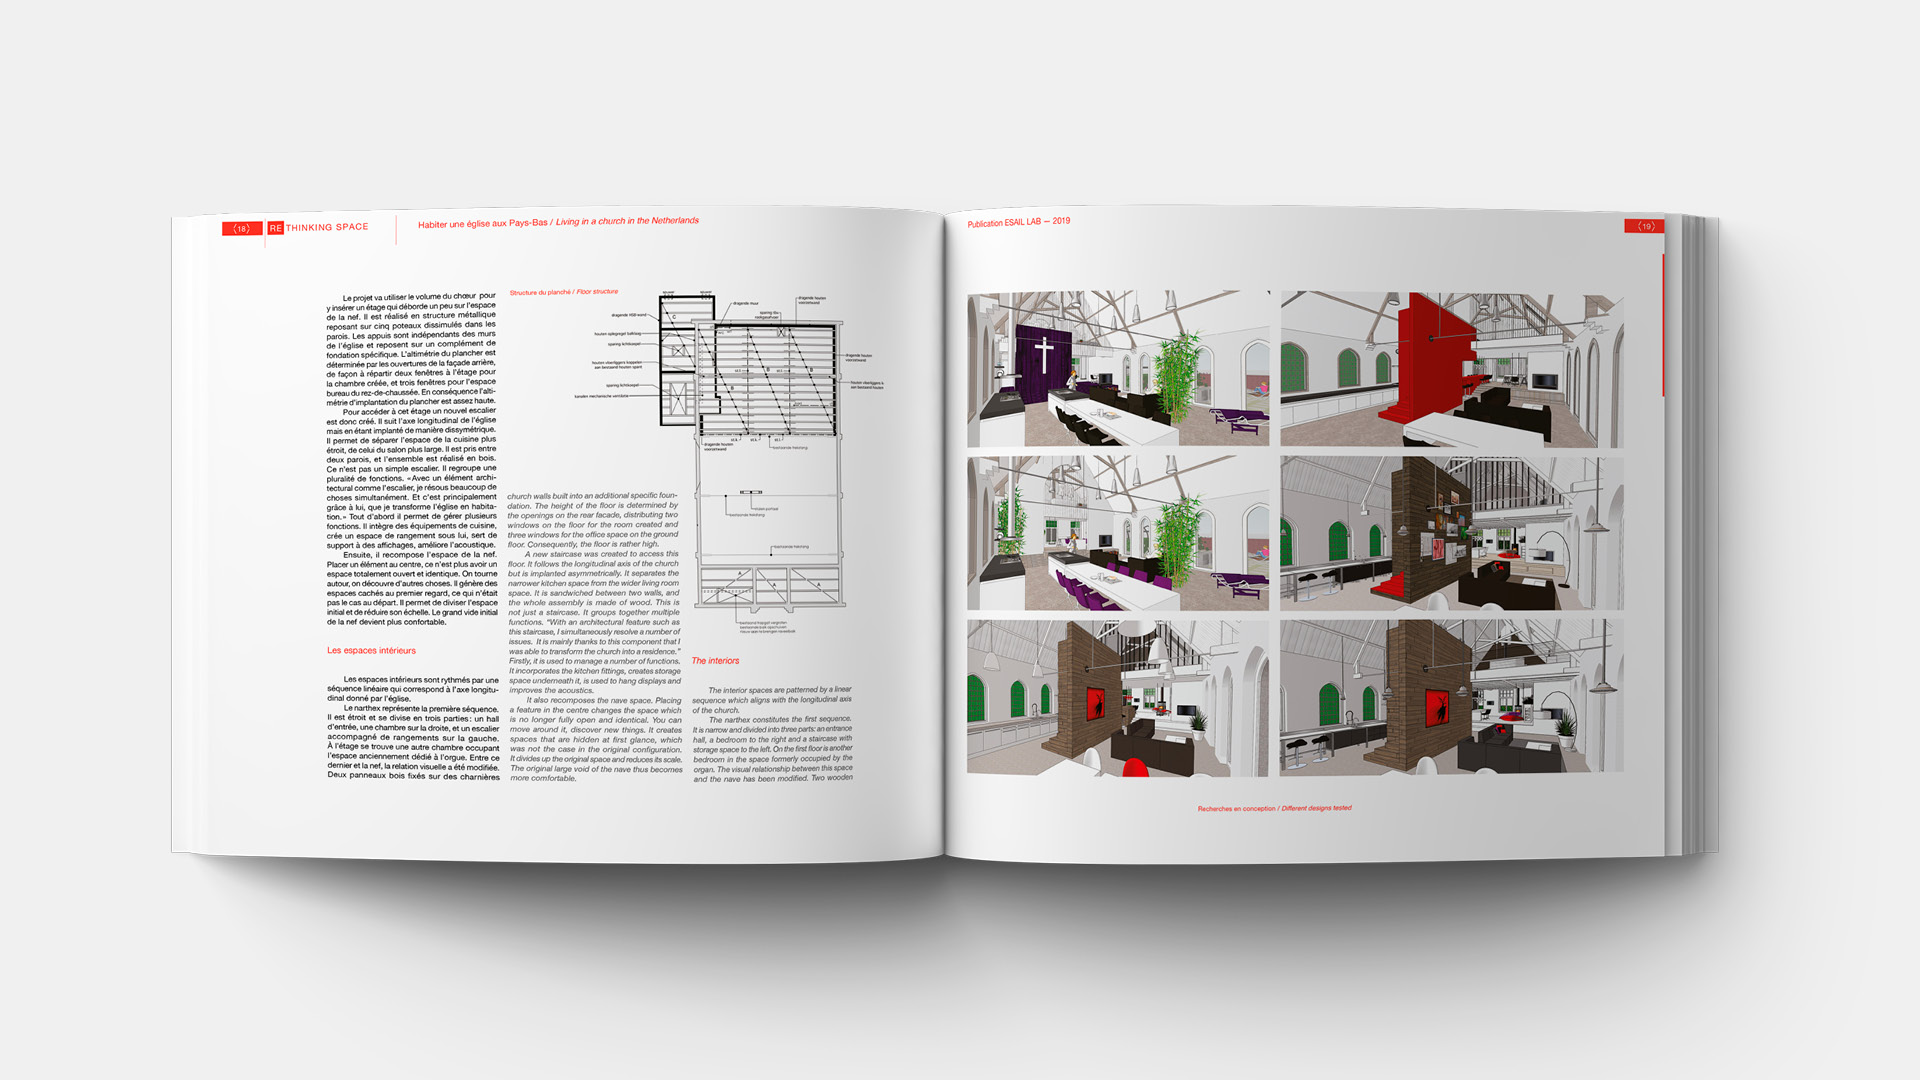 (18) RETHINKING SPACE
Habiter une église aux Pays-Bas / Living in a church in the Netherlands
Le projet va utiliser le volume du chœur pour
y insérer un étage qui déborde un peu sur l'espace
de la nef. Il est réalisé en structure métallique
reposant sur cinq poteaux dissimulés dans les
parois. Les appuis sont indépendants des murs
de l'église et reposent sur un complément de
fondation spécifique. L'altimétrie du plancher est
déterminée par les ouvertures de la façade arrière,
de façon à répartir deux fenêtres à l'étage pour
la chambre créée, et trois fenêtres pour l'espace
bureau du rez-de-chaussée. En conséquence l'alti-
métrie d'implantation du plancher est assez haute.
Pour accéder à cet étage un nouvel escalier
est donc créé. Il suit l'axe longitudinal de l'église
mais en étant implanté de manière dissymétrique.
Il permet de séparer l'espace de la cuisine plus
étroit, de celui du salon plus large. Il est pris entre
deux parois, et l'ensemble est réalisé en bois.
Ce n'est pas un simple escalier. Il regroupe une
pluralité de fonctions. «Avec un élément archi-
tectural comme l'escalier, je résous beaucoup de
choses simultanément. Et c'est principalement
grâce à lui, que je transforme l'église en habita-
tion.» Tout d'abord il permet de gérer plusieurs
fonctions. Il intègre des équipements de cuisine,
crée un espace de rangement sous lui, sert de
support à des affichages, améliore l'acoustique.
Ensuite, il recompose l'espace de la nef.
Placer un élément au centre, ce n'est plus avoir un
espace totalement ouvert et identique. On tourne
autour, on découvre d'autres choses. Il génère des
espaces cachés au premier regard, ce qui n'était
pas le cas au départ. Il permet de diviser l'espace
initial et de réduire son échelle. Le grand vide initial
de la nef devient plus confortable.
Les espaces intérieurs
Les espaces intérieurs sont rythmés par une
séquence linéaire qui correspond à l'axe longitu-
dinal donné par l'église.
Le narthex représente la première séquence.
Il est étroit et se divise en trois parties : un hall
d'entrée, une chambre sur la droite, et un escalier
accompagné de rangements sur la gauche.
À l'étage se trouve une autre chambre occupant
l'espace anciennement dédié à l'orgue. Entre ce
dernier et la nef, la relation visuelle a été modifiée.
Deux panneaux bois fixés sur des charnières
Structure du planché / Floor structure
church walls built into an additional specific foun-
dation. The height of the floor is determined by
the openings on the rear facade, distributing two
windows on the floor for the room created and
three windows for the office space on the ground
floor. Consequently, the floor is rather high.
A new staircase was created to access this
floor. It follows the longitudinal axis of the church
but is implanted asymmetrically. It separates the
narrower kitchen space from the wider living room
space. It is sandwiched between two walls, and
the whole assembly is made of wood. This is
not just a staircase. It groups together multiple
functions. “With an architectural feature such as
this staircase, I simultaneously resolve a number of
issues. It is mainly thanks to this component that I
was able to transform the church into a residence.”
Firstly, it is used to manage a number of functions.
It incorporates the kitchen fittings, creates storage
space underneath it, is used to hang displays and
improves the acoustics.
It also recomposes the nave space. Placing
a feature in the centre changes the space which
is no longer fully open and identical. You can
move around it, discover new things. It creates
spaces that are hidden at first glance, which
was not the case in the original configuration.
It divides up the original space and reduces its scale.
The original large void of the nave thus becomes
more comfortable.
The interiors
The interior spaces are patterned by a linear
sequence which aligns with the longitudinal axis
of the church.
The narthex constitutes the first sequence.
It is narrow and divided into three parts: an entrance
hall, a bedroom to the right and a staircase with
storage space to the left. On the first floor is another
bedroom in the space formerly occupied by the
organ. The visual relationship between this space
and the nave has been modified. Two wooden
Publication ESAIL LAB — 2019
(19)
Recherches en conception / Different designs tested